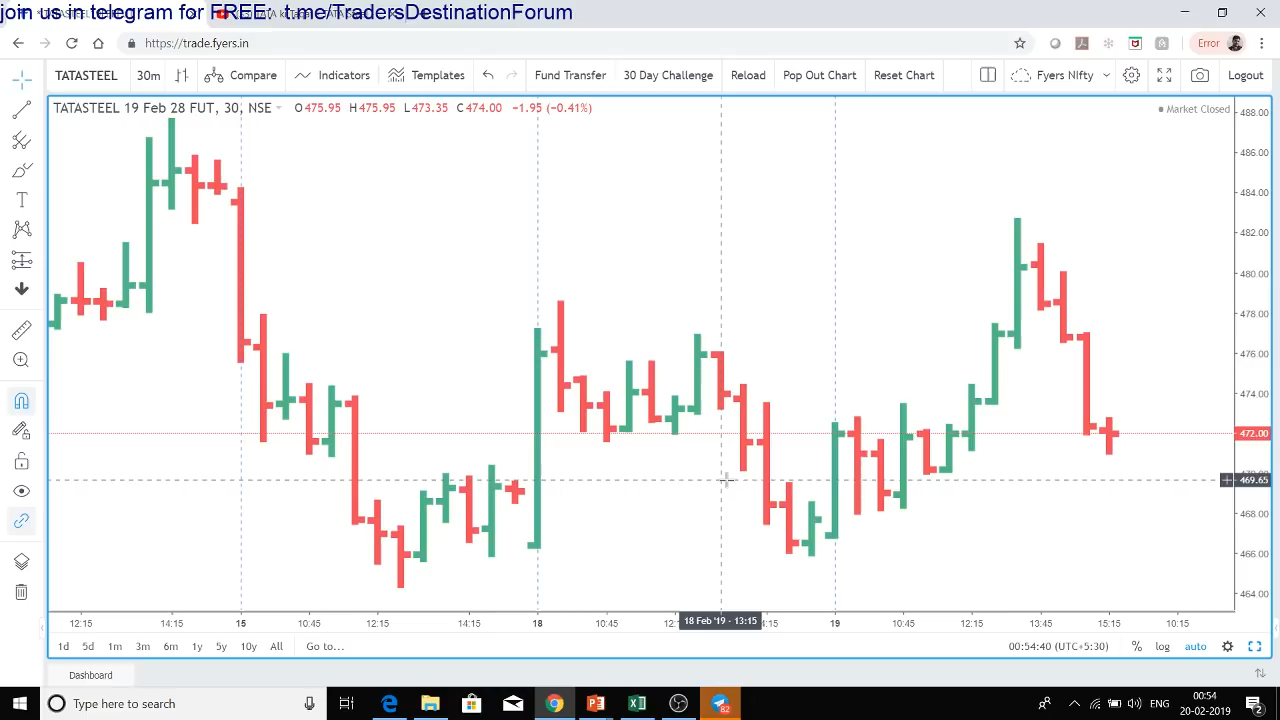 join us in telegram for FREE: t.me/TradersDestinationForum
https://trade.fyers.in
Error
TATASTEEL 30m Compare Indicators Templates Fund Transfer 30 Day Challenge Reload Pop Out Chart Reset Chart Fyers NIfty Logout
TATASTEEL 19 Feb 28 FUT, 30, NSE O475.95 H475.95 L473.35 C474.00 −1.95 (−0.41%)
Market Closed
488.00
486.00
484.00
482.00
480.00
478.00
476.00
474.00
472.00
469.65
468.00
466.00
464.00
12:15 14:15 15 10:45 12:15 14:15 18 10:45 18 Feb '19 - 13:15 19 10:45 12:15 13:45 15:15 10:15
1d 5d 1m 3m 6m 1y 5y 10y All Go to... 00:54:40 (UTC+5:30) % log auto
Dashboard
Type here to search
82
ENG
00:54
20-02-2019
2